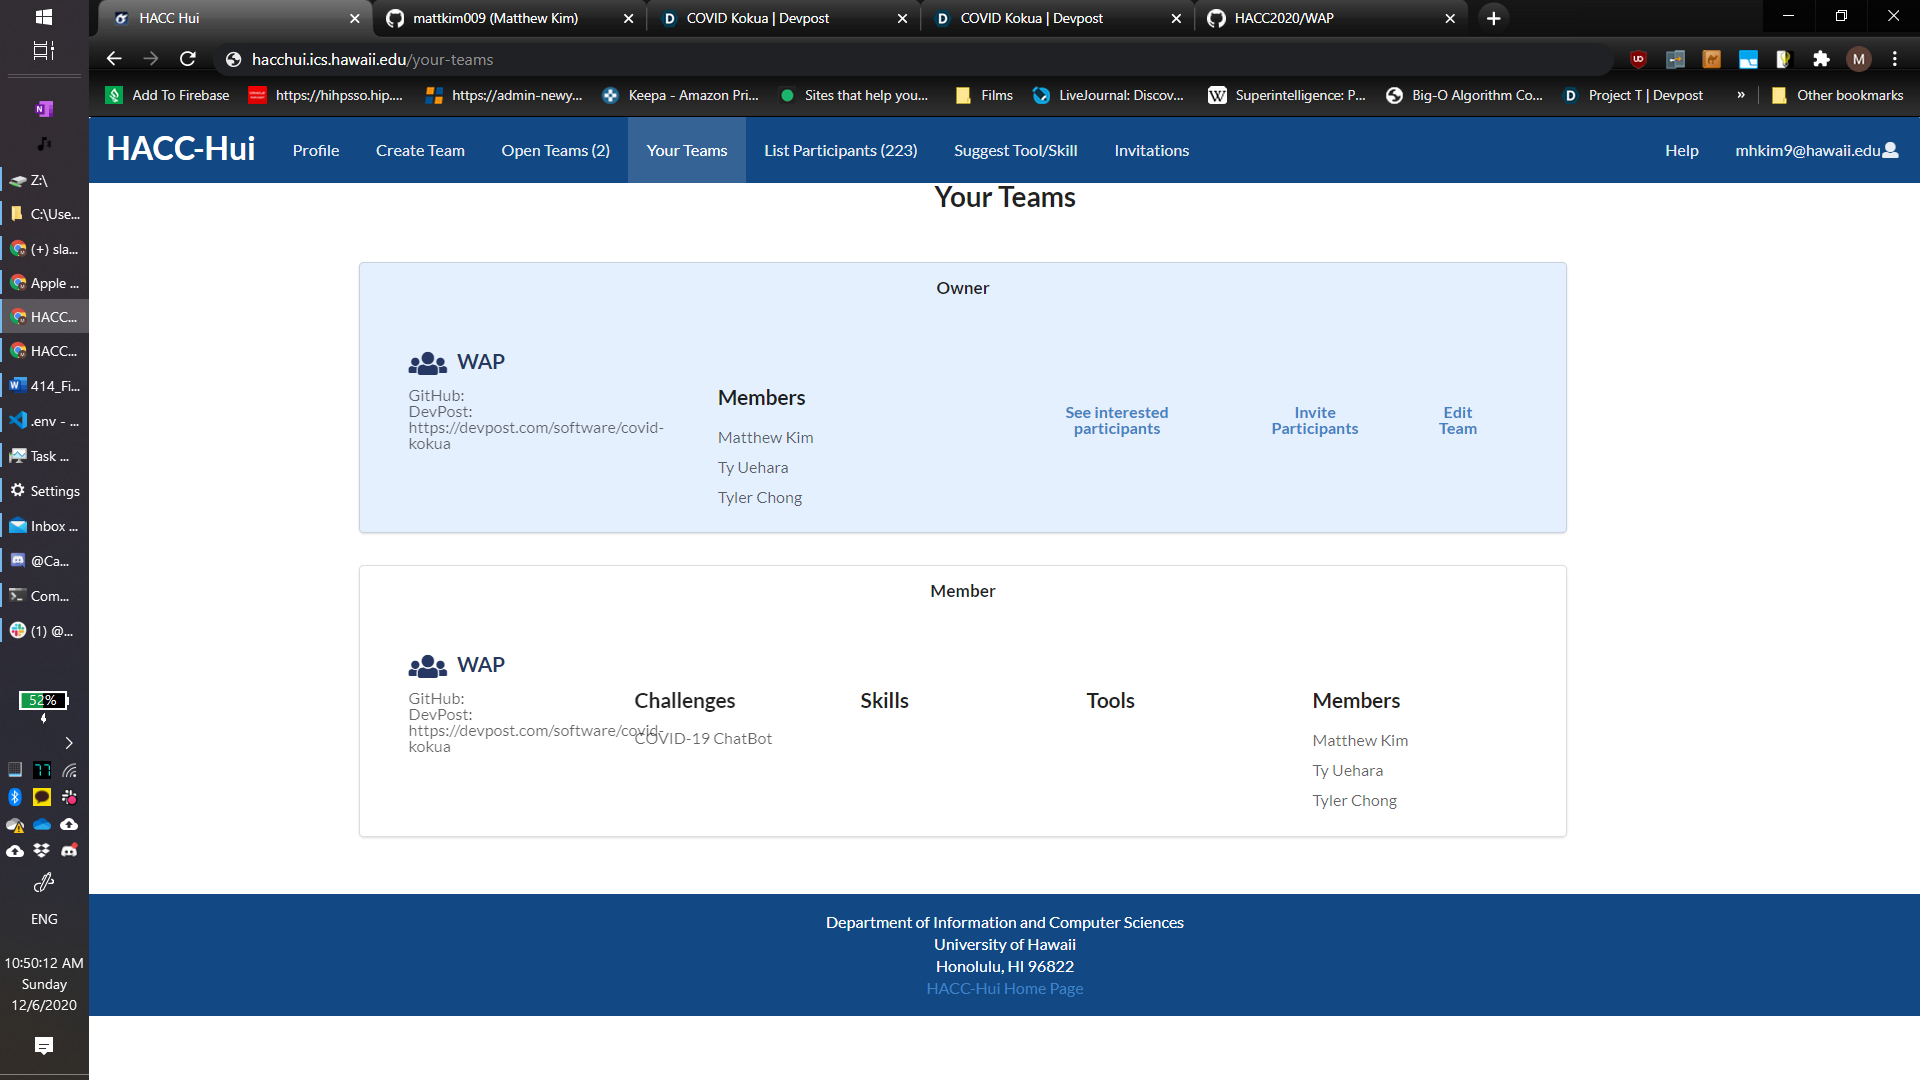 HACC Hui
mattkim009 (Matthew Kim)
COVID Kokua | Devpost
COVID Kokua | Devpost
HACC2020/WAP
hacchui.ics.hawaii.edu/your-teams
M
Add To Firebase
https://hihpsso.hip....
https://admin-newy...
Keepa - Amazon Pri...
Sites that help you...
Films
LiveJournal: Discov...
Superintelligence: P...
Big-O Algorithm Co...
Project T | Devpost
»
Other bookmarks
HACC-Hui
Profile
Create Team
Open Teams (2)
Your Teams
List Participants (223)
Suggest Tool/Skill
Invitations
Help
mhkim9@hawaii.edu
Your Teams
Owner
WAP
GitHub:
DevPost:
https://devpost.com/software/covid-
kokua
Members
Matthew Kim
Ty Uehara
Tyler Chong
See interested
participants
Invite
Participants
Edit
Team
Member
WAP
GitHub:
DevPost:
https://devpost.com/software/covid-
kokua
Challenges
COVID-19 ChatBot
Skills
Tools
Members
Matthew Kim
Ty Uehara
Tyler Chong
Department of Information and Computer Sciences
University of Hawaii
Honolulu, HI 96822
HACC-Hui Home Page
Z:\
C:\Use...
(+) sla...
Apple ...
HACC...
HACC...
414_Fi...
.env - ...
Task ...
Settings
Inbox ...
@Ca...
Com...
(1) @...
52%
77
ENG
10:50:12 AM
Sunday
12/6/2020